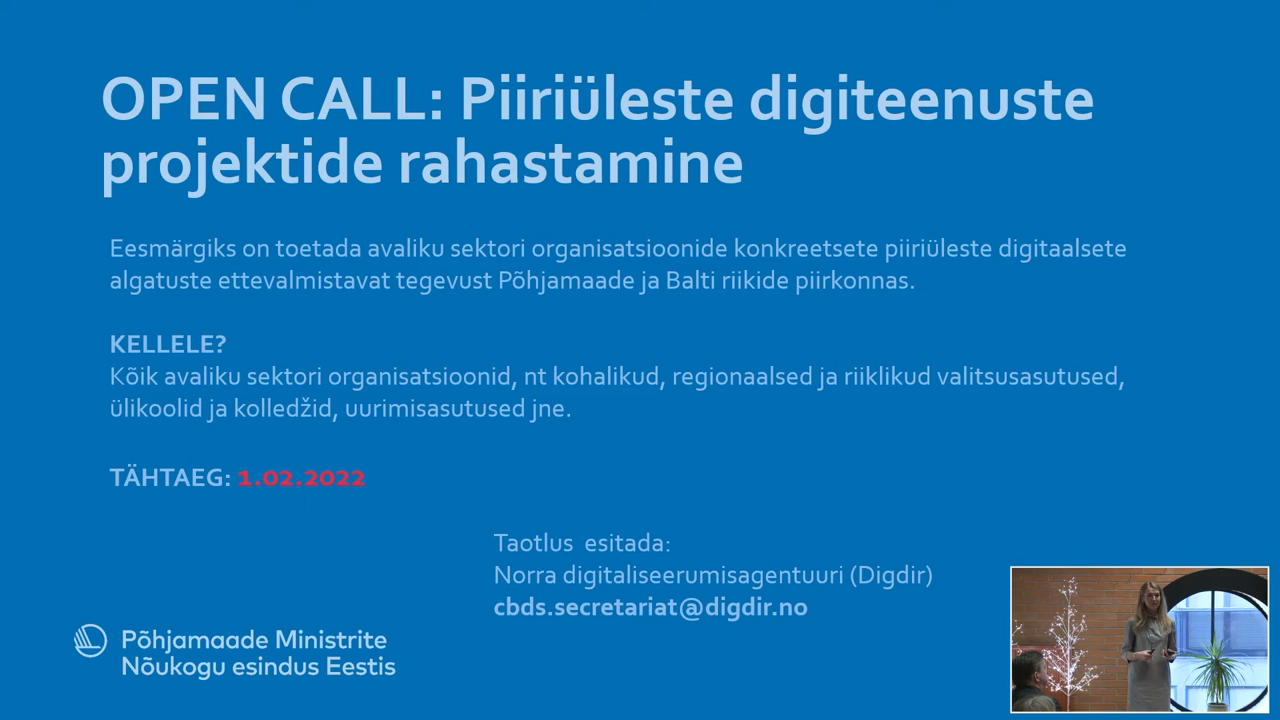 OPEN CALL: Piiriüleste digiteenuste
projektide rahastamine
Eesmärgiks on toetada avaliku sektori organisatsioonide konkreetsete piiriüleste digitaalsete
algatuste ettevalmistavat tegevust Põhjamaade ja Balti riikide piirkonnas.
KELLELE?
Kõik avaliku sektori organisatsioonid, nt kohalikud, regionaalsed ja riiklikud valitsusasutused,
ülikoolid ja kolledžid, uurimisasutused jne.
TÄHTAEG: 1.02.2022
Taotlus esitada:
Norra digitaliseerumisagentuuri (Digdir)
cbds.secretariat@digdir.no
Põhjamaade Ministrite
Nõukogu esindus Eestis